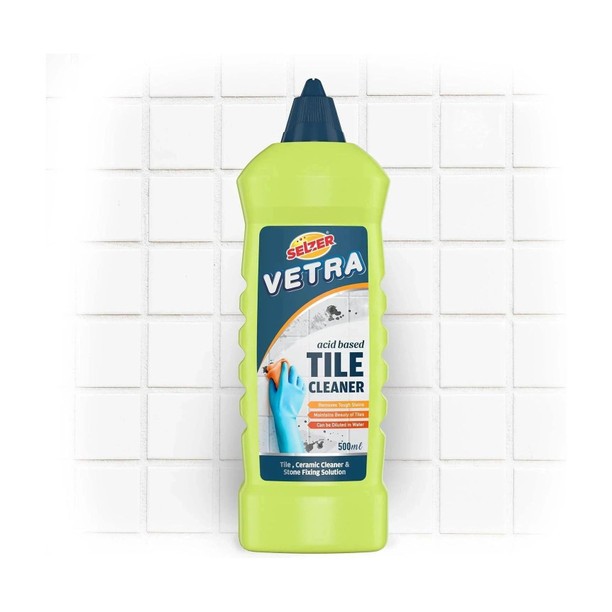 SELZER
VETRA
acid based
TILE
CLEANER
Removes Tough Stains
Maintains Beauty of Tiles
Can be Diluted in Water
500ml
Tile , Ceramic Cleaner &
Stone Fixing Solution